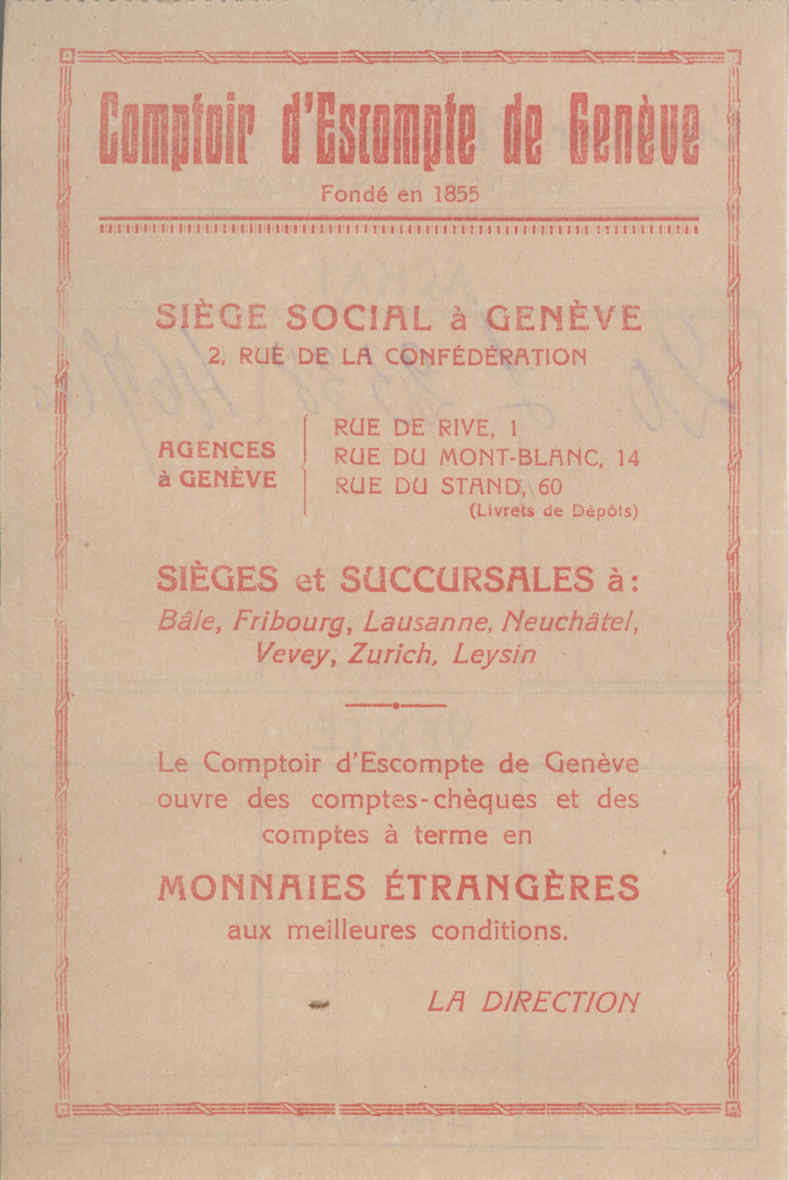 Comptoir d'Escompte de Genève
Fondé en 1855
SIÈGE SOCIAL à GENÈVE
2, RUE DE LA CONFÉDÉRATION
AGENCES
à GENÈVE
RUE DE RIVE, 1
RUE DU MONT-BLANC, 14
RUE DU STAND, 60
(Livrets de Dépôts)
SIÈGES et SUCCURSALES à:
Bâle, Fribourg, Lausanne, Neuchâtel,
Vevey, Zurich, Leysin
Le Comptoir d'Escompte de Genève
ouvre des comptes-chèques et des
comptes à terme en
MONNAIES ÉTRANGÈRES
aux meilleures conditions.
LA DIRECTION